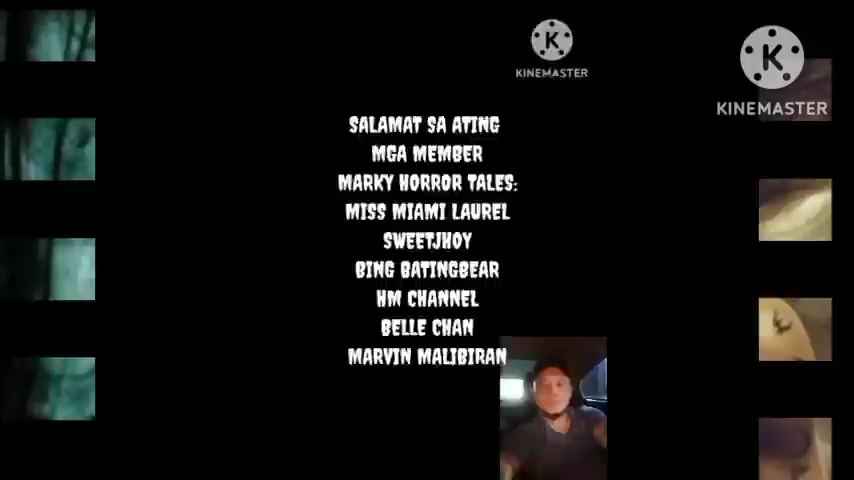 KINEMASTER
KINEMASTER
SALAMAT SA ATING
MGA MEMBER
MARKY HORROR TALES:
MISS MIAMI LAUREL
SWEETJHOY
BING BATINGBEAR
HM CHANNEL
BELLE CHAN
MARVIN MALIBIRAN